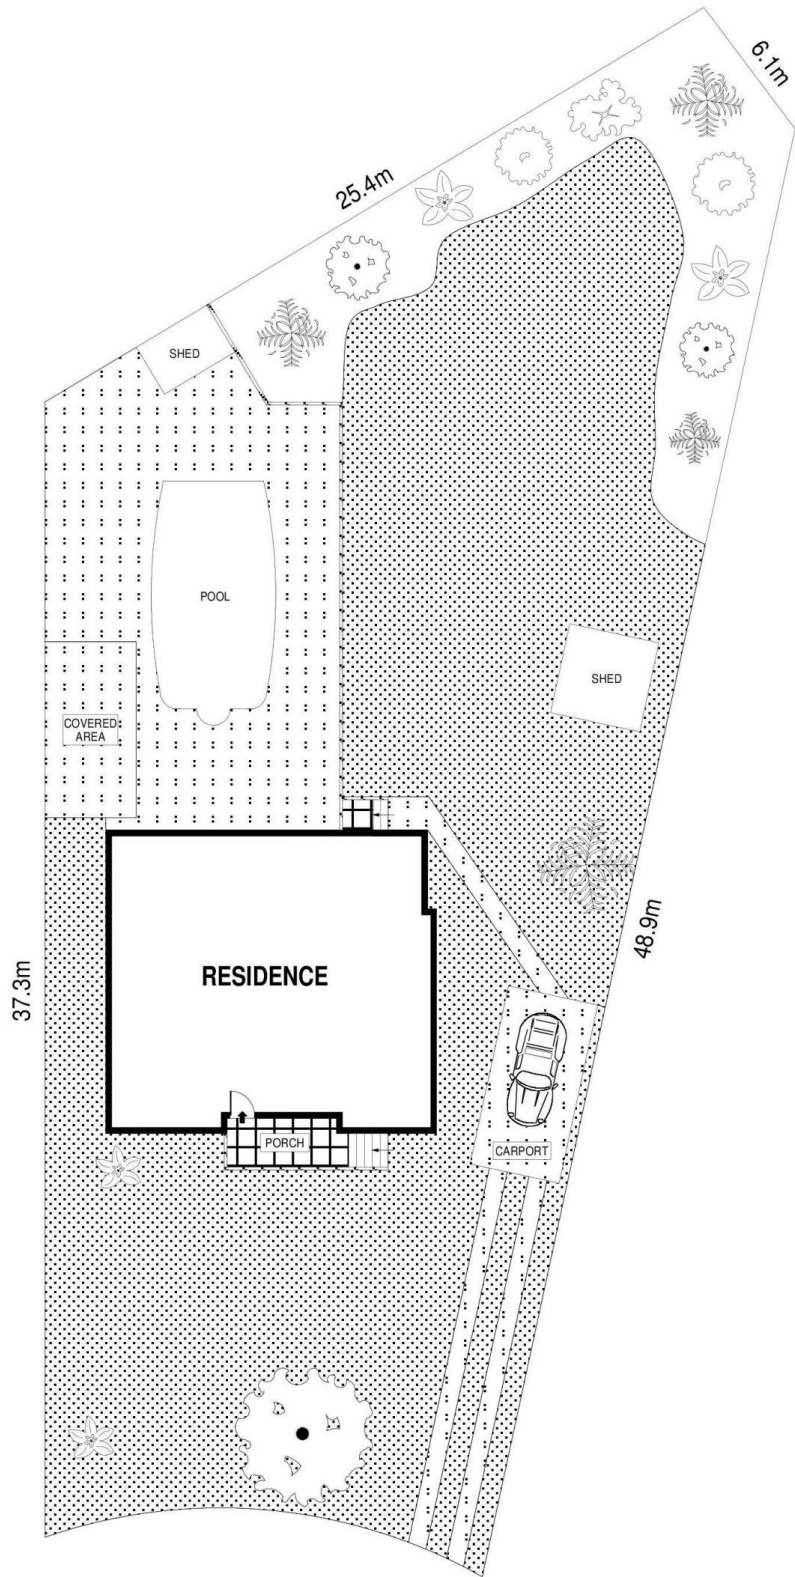 6.1m
25.4m
SHED
POOL
SHED
COVERED
AREA
48.9m
RESIDENCE
37.3m
PORCH
CARPORT